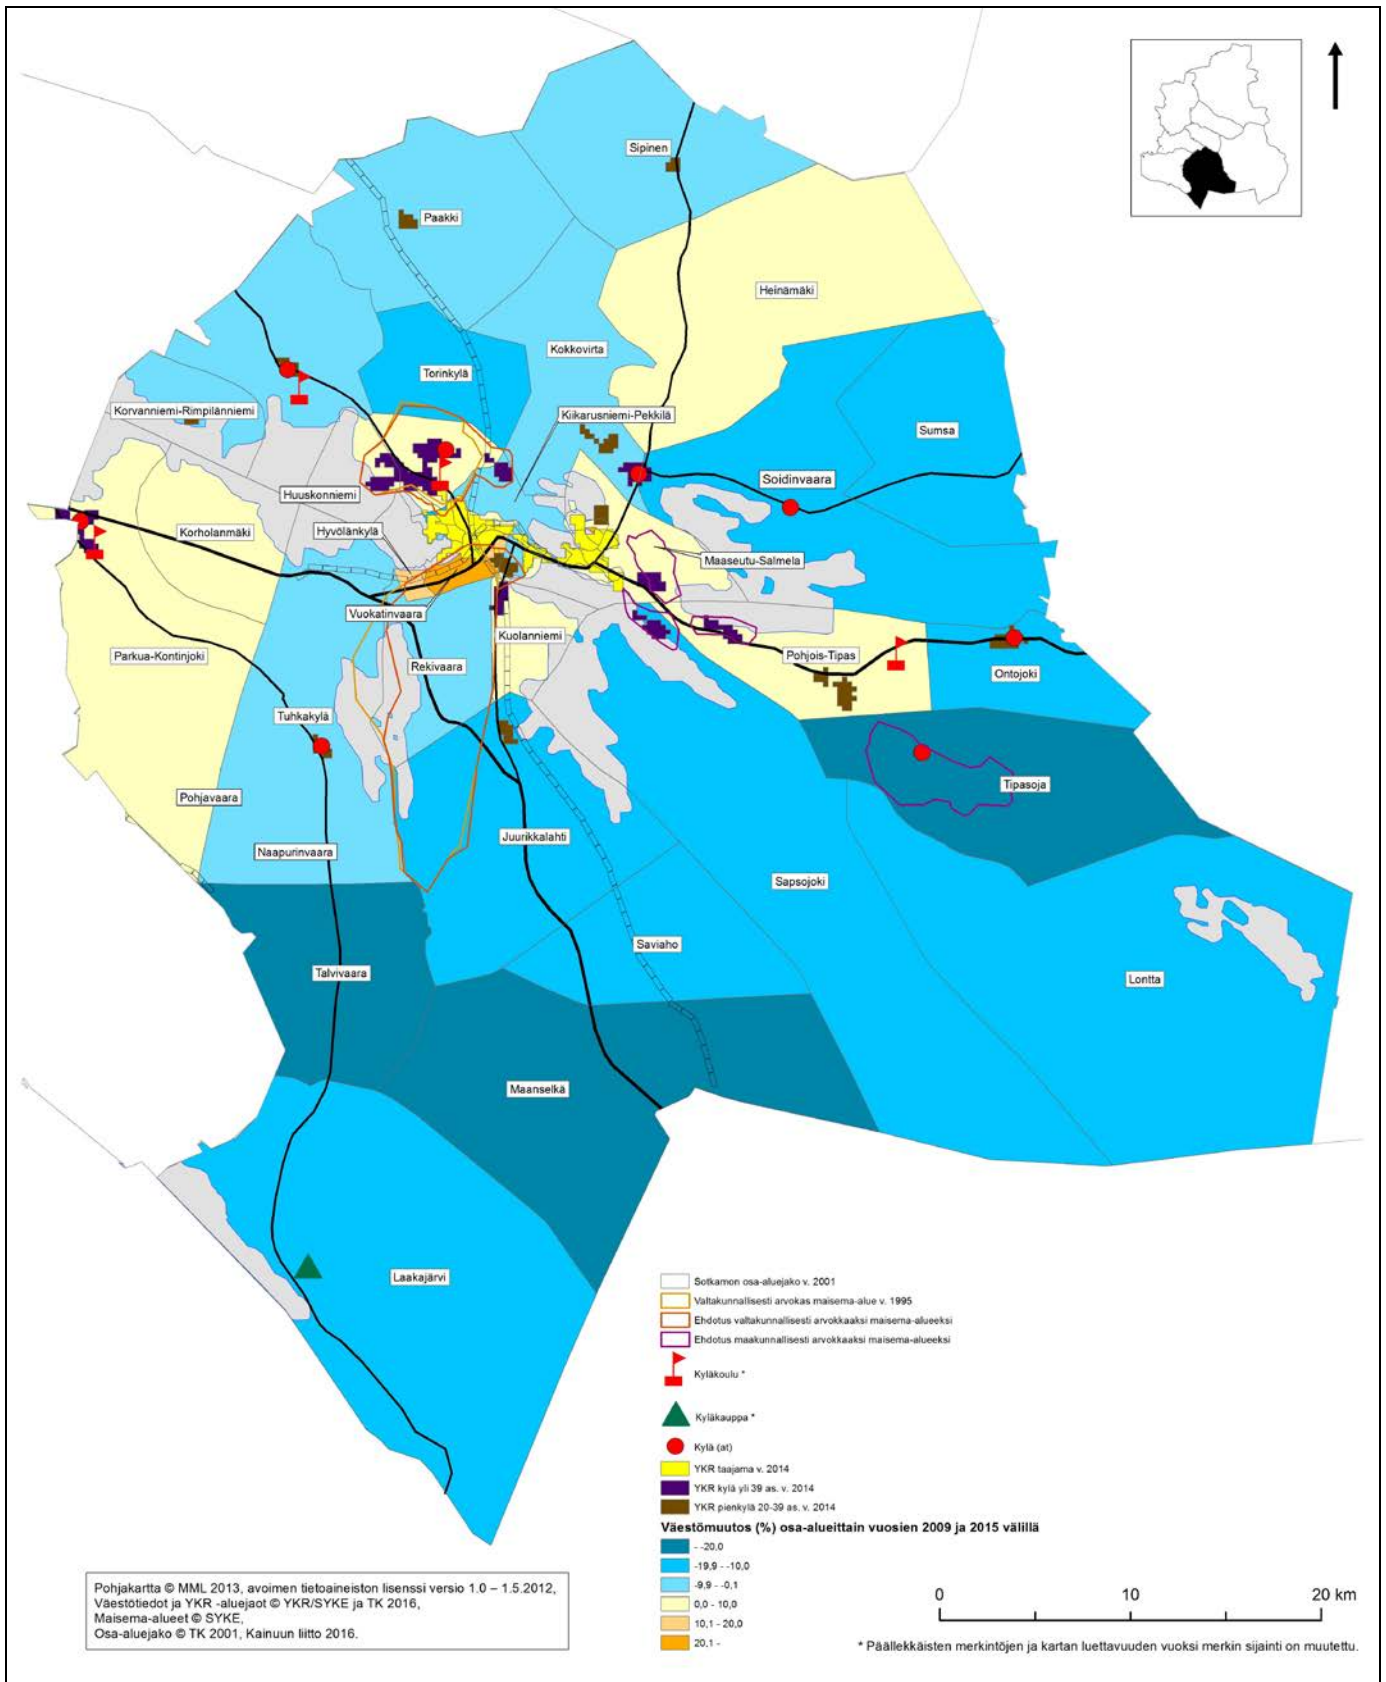 Sipinen
Paakki
Heinämäki
Kokkovirta
Torinkylä
Korvanniemi-Rimpilänniemi
Kiikarusniemi-Pekkilä
Sumsa
Soidinvaara
Huuskonniemi
Hyvölänkylä
Korholanmäki
Maaseutu-Salmela
Vuokatinvaara
Kuolanniemi
Parkua-Kontinjoki
Rekivaara
Pohjois-Tipas
Ontojoki
Tuhkakylä
Tipasoja
Pohjavaara
Juurikkalahti
Naapurinvaara
Sapsojoki
Saviaho
Talvivaara
Lontta
Maanselkä
Laakajärvi
Sotkamon osa-aluejako v. 2001
Valtakunnallisesti arvokas maisema-alue v. 1995
Ehdotus valtakunnallisesti arvokkaaksi maisema-alueeksi
Ehdotus maakunnallisesti arvokkaaksi maisema-alueeksi
Kyläkoulu *
Kyläkauppa *
Kylä (at)
YKR taajama v. 2014
YKR kylä yli 39 as. v. 2014
YKR pienkylä 20-39 as. v. 2014
Väestömuutos (%) osa-alueittain vuosien 2009 ja 2015 välillä
- -20,0
-19,9 - -10,0
-9,9 - -0,1
0,0 - 10,0
10,1 - 20,0
20,1 -
Pohjakartta © MML 2013, avoimen tietoaineiston lisenssi versio 1.0 – 1.5.2012,
Väestötiedot ja YKR -aluejaot © YKR/SYKE ja TK 2016,
Maisema-alueet © SYKE,
Osa-aluejako © TK 2001, Kainuun liitto 2016.
0 10 20 km
* Päällekkäisten merkintöjen ja kartan luettavuuden vuoksi merkin sijainti on muutettu.